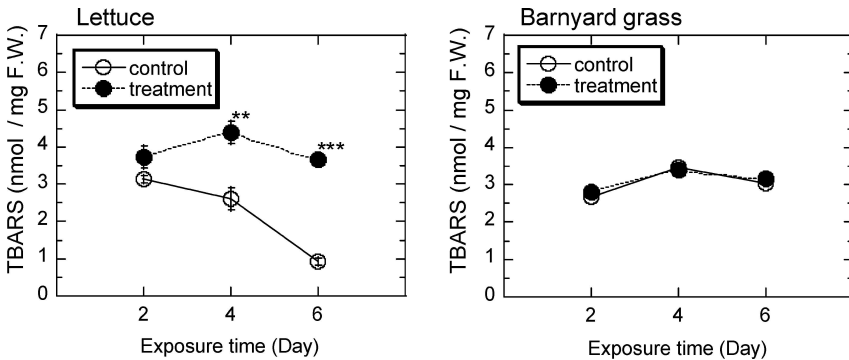 Lettuce
TBARS (nmol / mg F.W.)
7
6
5
4
3
2
1
0
control
treatment
**
***
2 4 6
Exposure time (Day)
Barnyard grass
TBARS (nmol / mg F.W.)
7
6
5
4
3
2
1
0
control
treatment
2 4 6
Exposure time (Day)